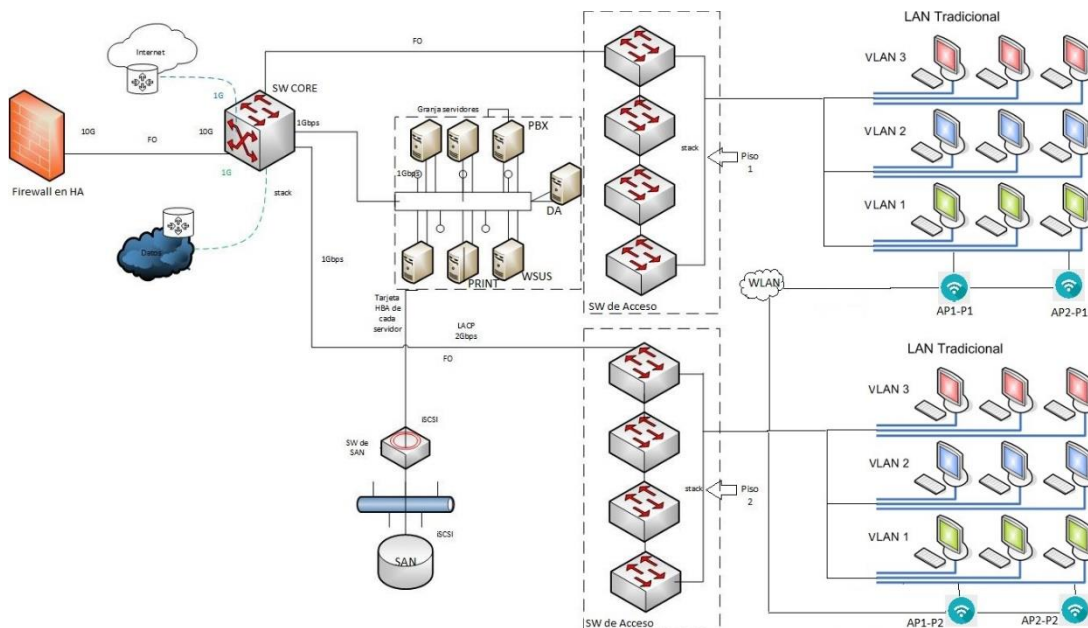 Internet
SW CORE
FO
1G
10G
FO
10G
1Gbps
Firewall en HA
1G
stack
Datos
1Gbps
Granja servidores
PBX
1Gbps
DA
PRINT
WSUS
Tarjeta
HBA de
cada
servidor
LACP
2Gbps
FO
SW de
SAN
iSCSI
iSCSI
SAN
stack
Piso
1
SW de Acceso
stack
Piso
2
SW de Acceso
LAN Tradicional
VLAN 3
VLAN 2
VLAN 1
WLAN
AP1-P1
AP2-P1
LAN Tradicional
VLAN 3
VLAN 2
VLAN 1
AP1-P2
AP2-P2